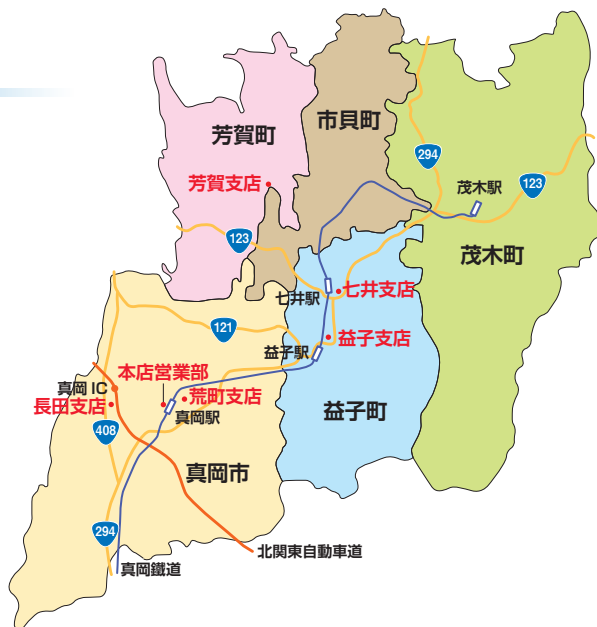 市貝町
芳賀町
294
茂木駅
123
芳賀支店
123
茂木町
七井駅
七井支店
121
益子支店
益子駅
本店営業部
真岡 IC
荒町支店
長田支店
真岡駅
益子町
408
真岡市
294
北関東自動車道
真岡鐵道